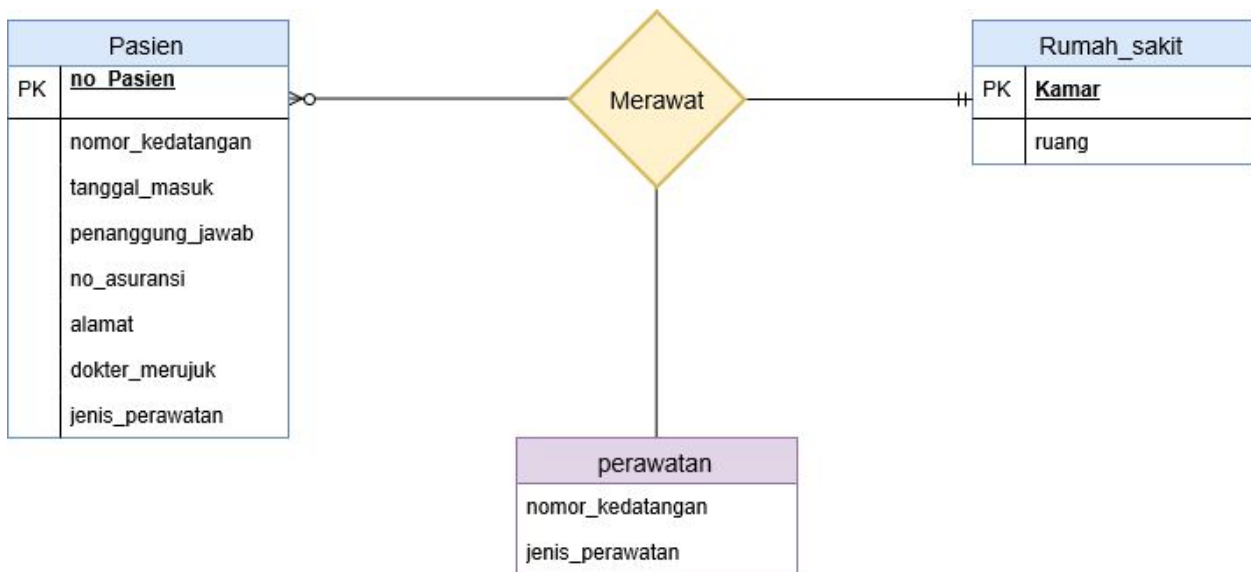 Pasien
PK no_Pasien
nomor_kedatangan
tanggal_masuk
penanggung_jawab
no_asuransi
alamat
dokter_merujuk
jenis_perawatan
Merawat
Rumah_sakit
PK Kamar
ruang
perawatan
nomor_kedatangan
jenis_perawatan